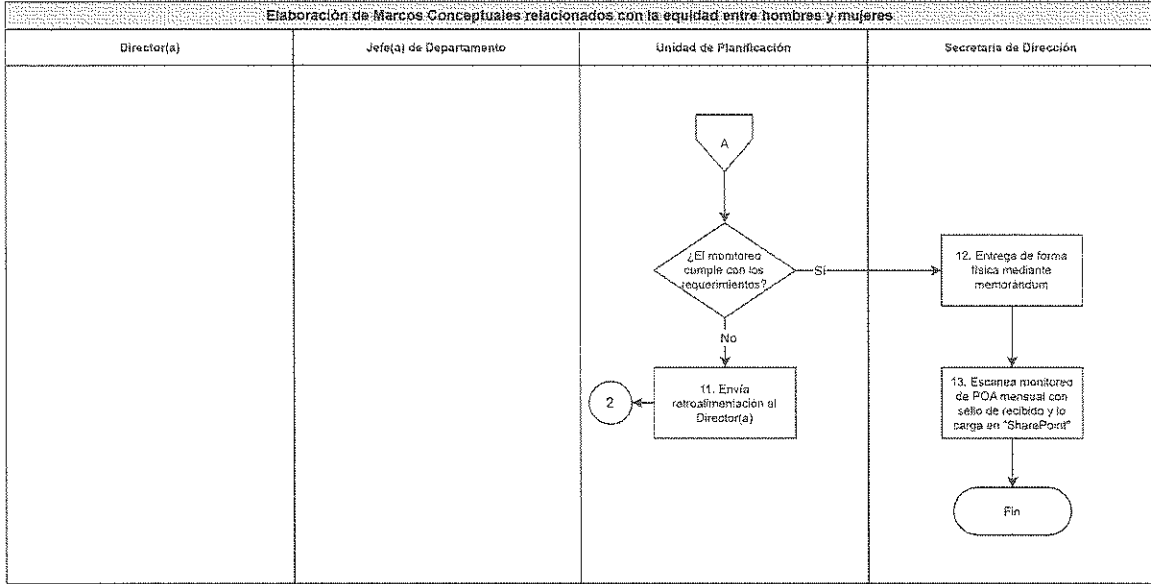 Elaboración de Marcos Conceptuales relacionados con la equidad entre hombres y mujeres
Director(a)
Jefe(a) de Departamento
Unidad de Planificación
Secretaria de Dirección
A
¿El monitoreo
cumple con los
requerimientos?
Sí
12. Entrega de forma
física mediante
memorándum
No
11. Envía
retroalimentación al
Director(a)
2
13. Escanea monitoreo
de POA mensual con
sello de recibido y lo
carga en "SharePoint"
Fin